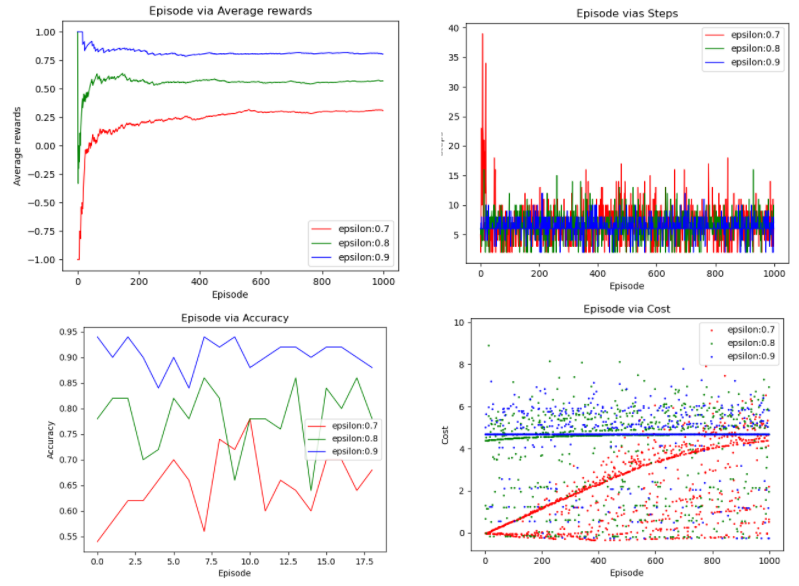 Episode via Average rewards
1.00
0.75
0.50
0.25
0.00
−0.25
−0.50
−0.75
−1.00
Average rewards
epsilon:0.7
epsilon:0.8
epsilon:0.9
0 200 400 600 800 1000
Episode
Episode vias Steps
40
35
30
25
20
15
10
5
epsilon:0.7
epsilon:0.8
epsilon:0.9
0 200 400 600 800 1000
Episode
Episode via Accuracy
0.95
0.90
0.85
0.80
0.75
0.70
0.65
0.60
0.55
Accuracy
epsilon:0.7
epsilon:0.8
epsilon:0.9
0.0 2.5 5.0 7.5 10.0 12.5 15.0 17.5
Episode
Episode via Cost
10
8
6
4
2
0
Cost
epsilon:0.7
epsilon:0.8
epsilon:0.9
0 200 400 600 800 1000
Episode